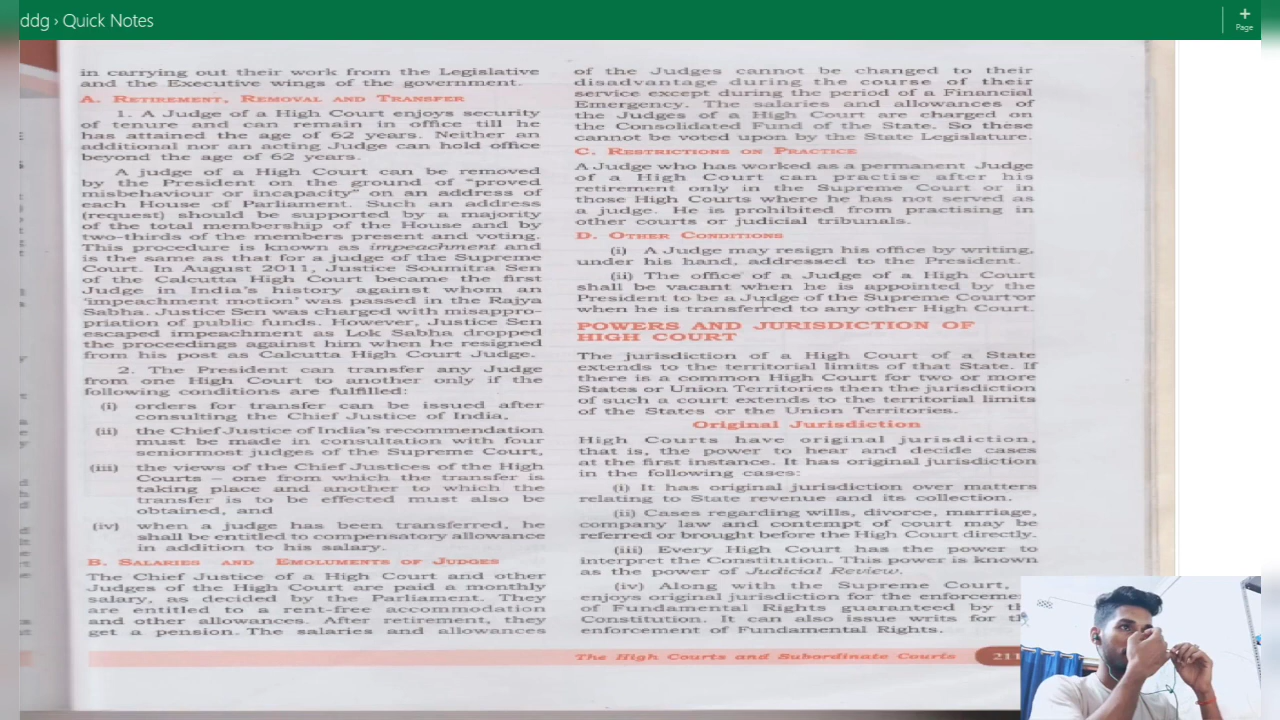 ddg › Quick Notes
+
Page
in carrying out their work from the Legislative
and the Executive wings of the government.
A. Retirement, Removal and Transfer
1. A Judge of a High Court enjoys security
of tenure and can remain in office till he
has attained the age of 62 years. Neither an
additional nor an acting Judge can hold office
beyond the age of 62 years.
A judge of a High Court can be removed
by the President on the ground of "proved
misbehaviour or incapacity" on an address of
each House of Parliament. Such an address
(request) should be supported by a majority
of the total membership of the House and by
two-thirds of the members present and voting.
This procedure is known as impeachment and
is the same as that for a judge of the Supreme
Court. In August 2011, Justice Soumitra Sen
of the Calcutta High Court became the first
Judge in India's history against whom an
'impeachment motion' was passed in the Rajya
Sabha. Justice Sen was charged with misappro-
priation of public funds. However, Justice Sen
escaped impeachment as Lok Sabha dropped
the proceedings against him when he resigned
from his post as Calcutta High Court Judge.
2. The President can transfer any Judge
from one High Court to another only if the
following conditions are fulfilled:
(i) orders for transfer can be issued after
consulting the Chief Justice of India,
(ii) the Chief Justice of India's recommendation
must be made in consultation with four
seniormost judges of the Supreme Court,
(iii) the views of the Chief Justices of the High
Courts – one from which the transfer is
taking place and another to which the
transfer is to be effected must also be
obtained, and
(iv) when a judge has been transferred, he
shall be entitled to compensatory allowance
in addition to his salary.
B. Salaries and Emoluments of Judges
The Chief Justice of a High Court and other
Judges of the High Court are paid a monthly
salary, as decided by the Parliament. They
are entitled to a rent-free accommodation
and other allowances. After retirement, they
get a pension. The salaries and allowances
of the Judges cannot be changed to their
disadvantage during the course of their
service except during the period of a Financial
Emergency. The salaries and allowances of
the Judges of a High Court are charged on
the Consolidated Fund of the State. So these
cannot be voted upon by the State Legislature.
C. Restrictions on Practice
A Judge who has worked as a permanent Judge
of a High Court can practise after his
retirement only in the Supreme Court or in
those High Courts where he has not served as
a judge. He is prohibited from practising in
other courts or judicial tribunals.
D. Other Conditions
(i) A Judge may resign his office by writing,
under his hand, addressed to the President.
(ii) The office of a Judge of a High Court
shall be vacant when he is appointed by the
President to be a Judge of the Supreme Court or
when he is transferred to any other High Court.
POWERS AND JURISDICTION OF
HIGH COURT
The jurisdiction of a High Court of a State
extends to the territorial limits of that State. If
there is a common High Court for two or more
States or Union Territories then the jurisdiction
of such a court extends to the territorial limits
of the States or the Union Territories.
Original Jurisdiction
High Courts have original jurisdiction,
that is, the power to hear and decide cases
at the first instance. It has original jurisdiction
in the following cases:
(i) It has original jurisdiction over matters
relating to State revenue and its collection.
(ii) Cases regarding wills, divorce, marriage,
company law and contempt of court may be
referred or brought before the High Court directly.
(iii) Every High Court has the power to
interpret the Constitution. This power is known
as the power of Judicial Review.
(iv) Along with the Supreme Court,
enjoys original jurisdiction for the enforcemen
of Fundamental Rights guaranteed by th
Constitution. It can also issue writs for th
enforcement of Fundamental Rights.
The High Courts and Subordinate Courts
211